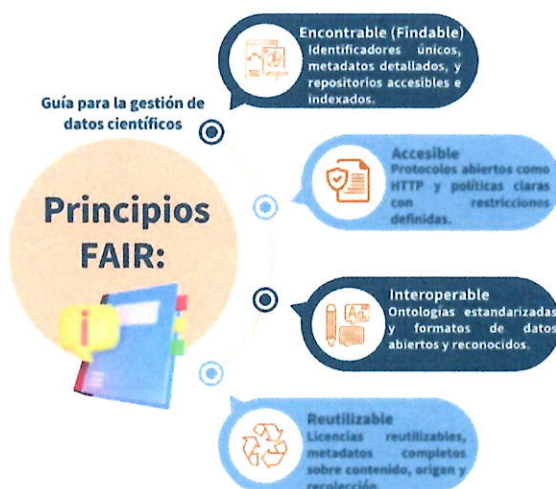 Guía para la gestión de
datos científicos
Principios
FAIR:
Encontrable (Findable)
Identificadores únicos,
metadatos detallados, y
repositorios accesibles e
indexados.
Accesible
Protocolos abiertos como
HTTP y políticas claras
con restricciones
definidas.
Interoperable
Ontologías estandarizadas
y formatos de datos
abiertos y reconocidos.
Reutilizable
Licencias reutilizables,
metadatos completos
sobre contenido, origen y
recolección.